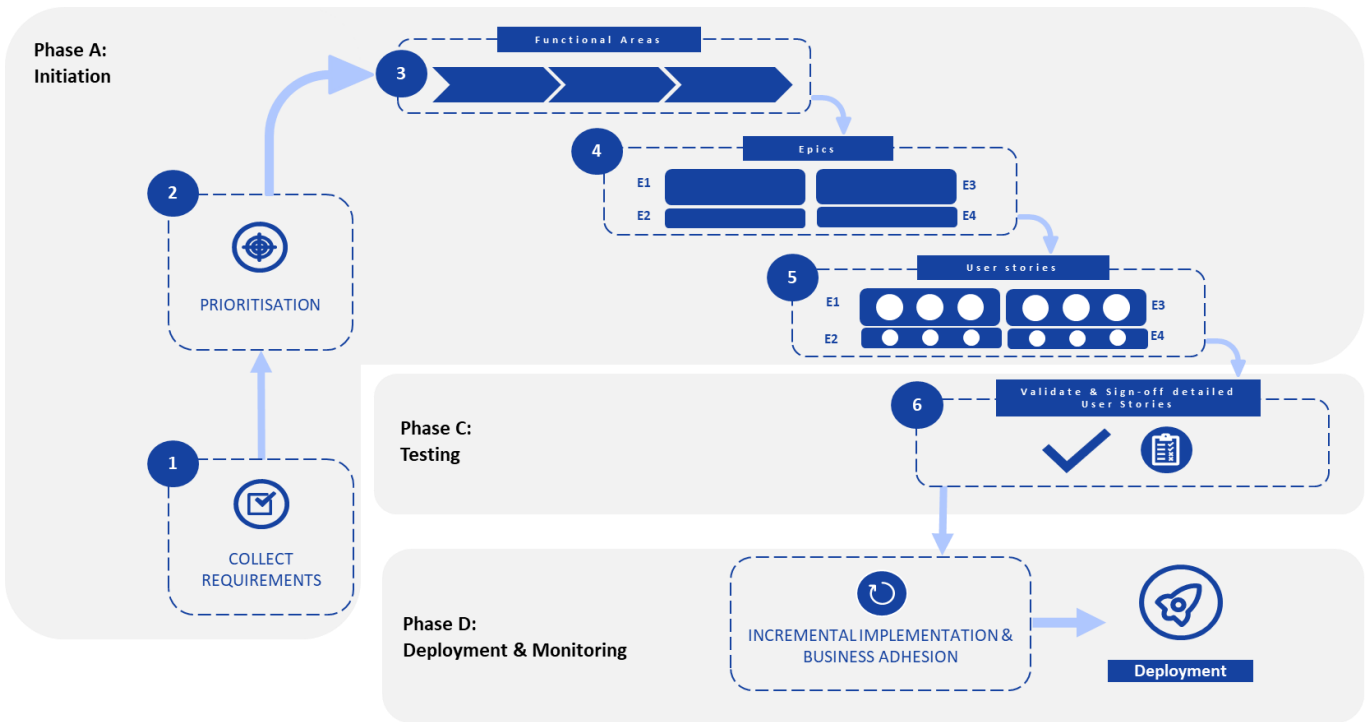 Phase A:
Initiation
Functional Areas
3
4
Epics
E1
E3
E2
E4
2
PRIORITISATION
5
User stories
E1
E3
E2
E4
1
COLLECT
REQUIREMENTS
Phase C:
Testing
6
Validate & Sign-off detailed
User Stories
Phase D:
Deployment & Monitoring
INCREMENTAL IMPLEMENTATION &
BUSINESS ADHESION
Deployment